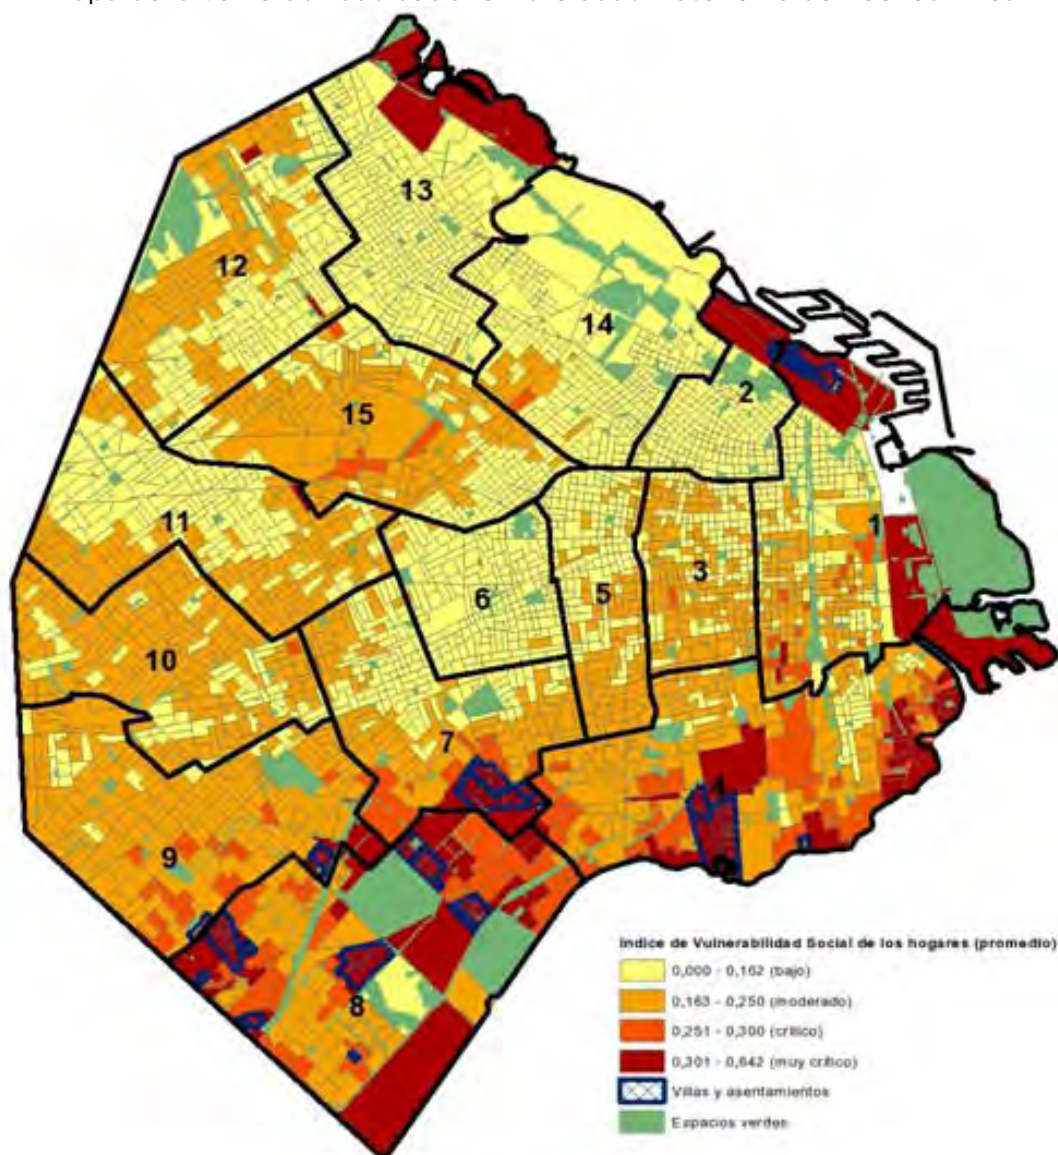 13
12
14
2
15
11
1
3
6
5
10
7
4
9
8
Indice de Vulnerabilidad Social de los hogares (promedio)
0,000 - 0,162 (bajo)
0,163 - 0,250 (moderado)
0,251 - 0,300 (crítico)
0,301 - 0,642 (muy crítico)
Villas y asentamientos
Espacios verdes